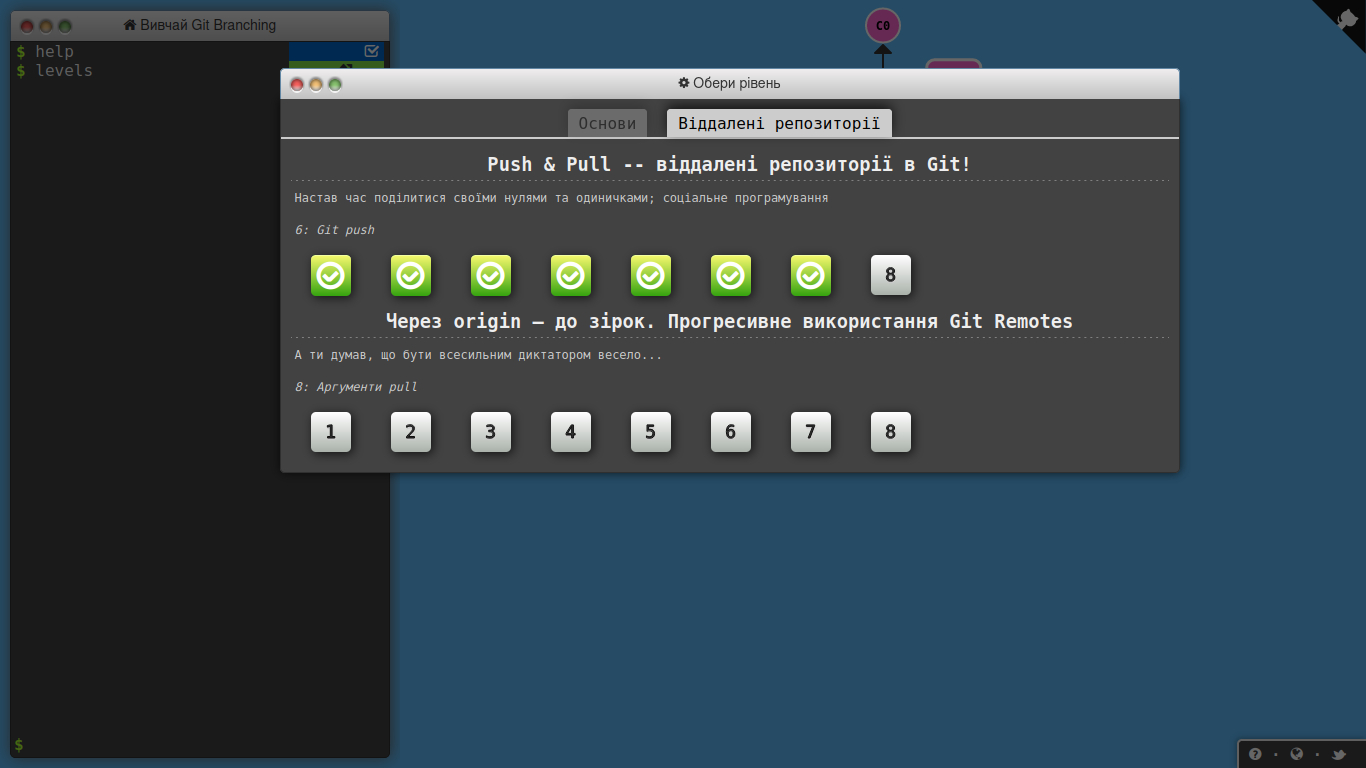 Вивчай Git Branching
$ help
$ levels
C0
Обери рівень
Основи
Віддалені репозиторії
Push & Pull -- віддалені репозиторії в Git!
Настав час поділитися своїми нулями та одиничками; соціальне програмування
6: Git push
8
Через origin – до зірок. Прогресивне використання Git Remotes
А ти думав, що бути всесильним диктатором весело...
8: Аргументи pull
1 2 3 4 5 6 7 8
$